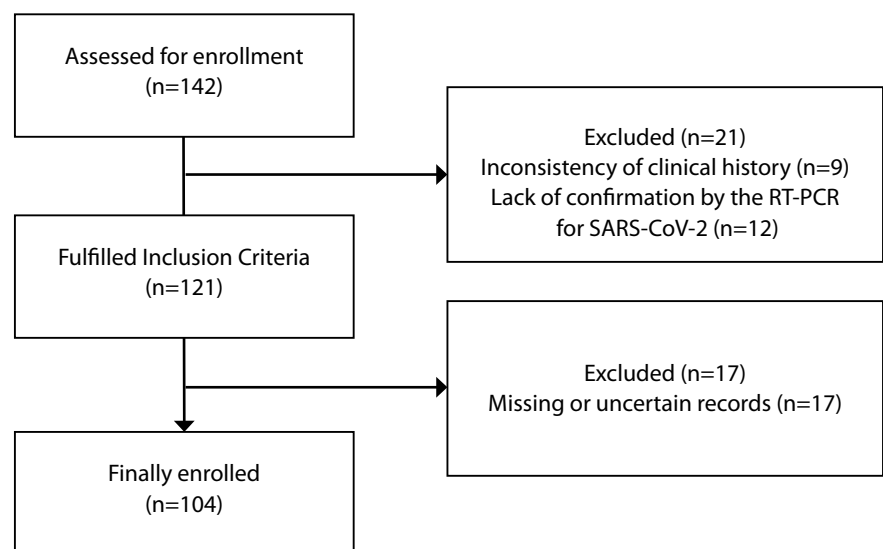 Assessed for enrollment
(n=142)
Excluded (n=21)
Inconsistency of clinical history (n=9)
Lack of confirmation by the RT-PCR
for SARS-CoV-2 (n=12)
Fulfilled Inclusion Criteria
(n=121)
Excluded (n=17)
Missing or uncertain records (n=17)
Finally enrolled
(n=104)